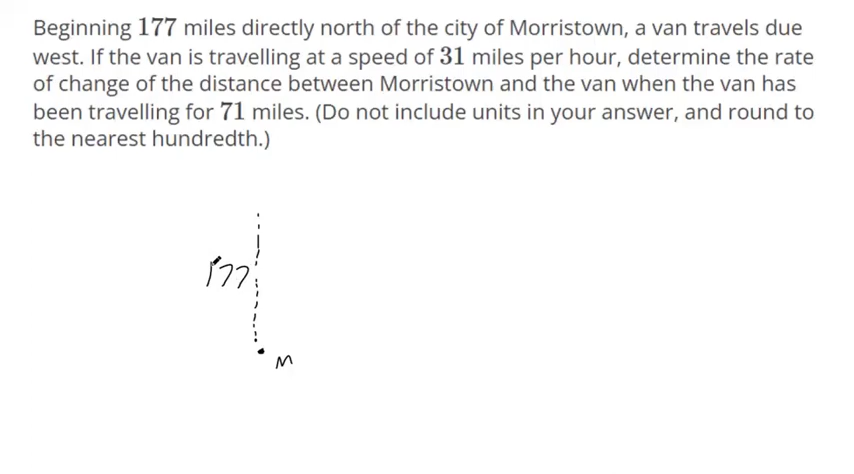 Beginning 177 miles directly north of the city of Morristown, a van travels due
west. If the van is travelling at a speed of 31 miles per hour, determine the rate
of change of the distance between Morristown and the van when the van has
been travelling for 71 miles. (Do not include units in your answer, and round to
the nearest hundredth.)
177
M